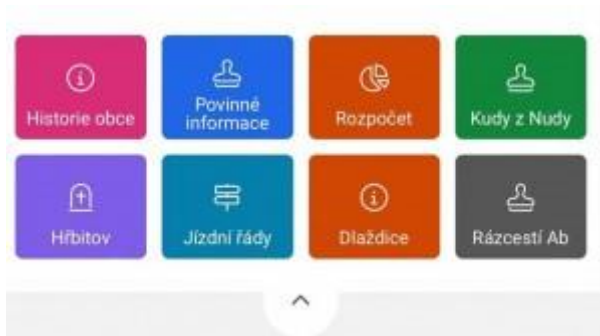 Historie obce
Povinné
informace
Rozpočet
Kudy z Nudy
Hřbitov
Jízdní řády
Dlaždice
Rázcestí Ab